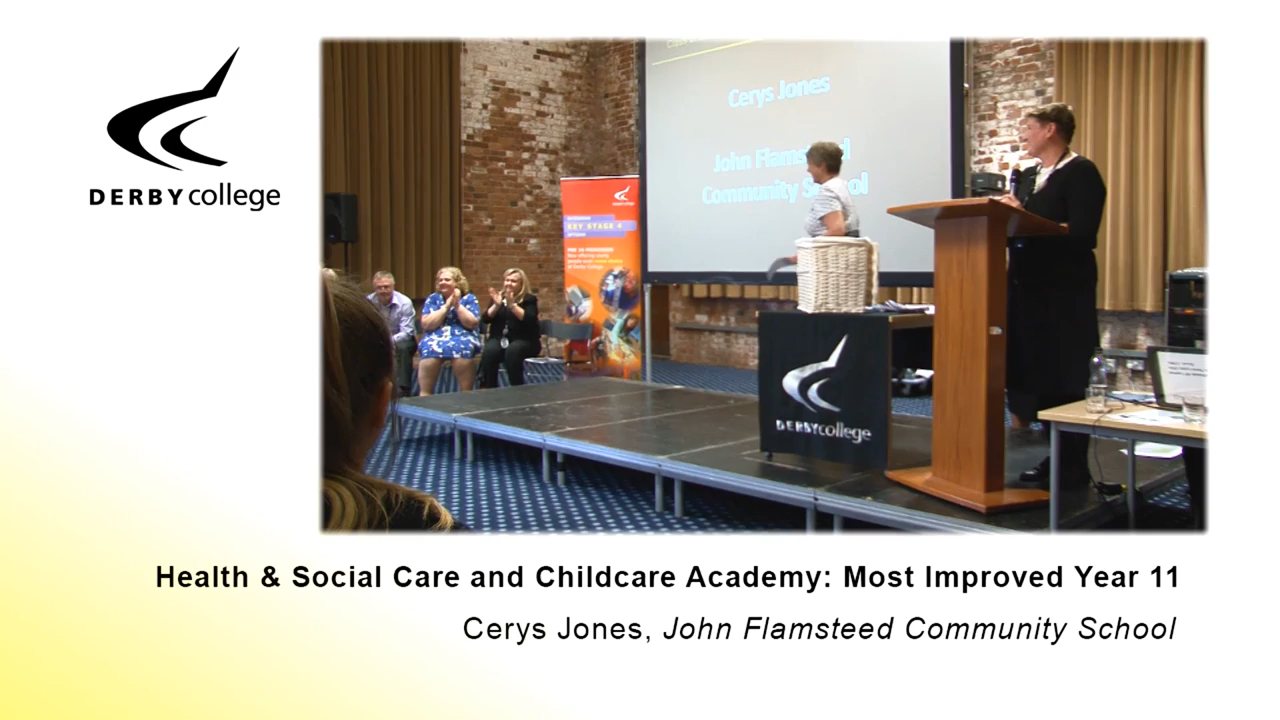 DERBY college
Cerys Jones
John Flamsteed
Community School
KEY STAGE 4
DERBY college
Health & Social Care and Childcare Academy: Most Improved Year 11
Cerys Jones, John Flamsteed Community School